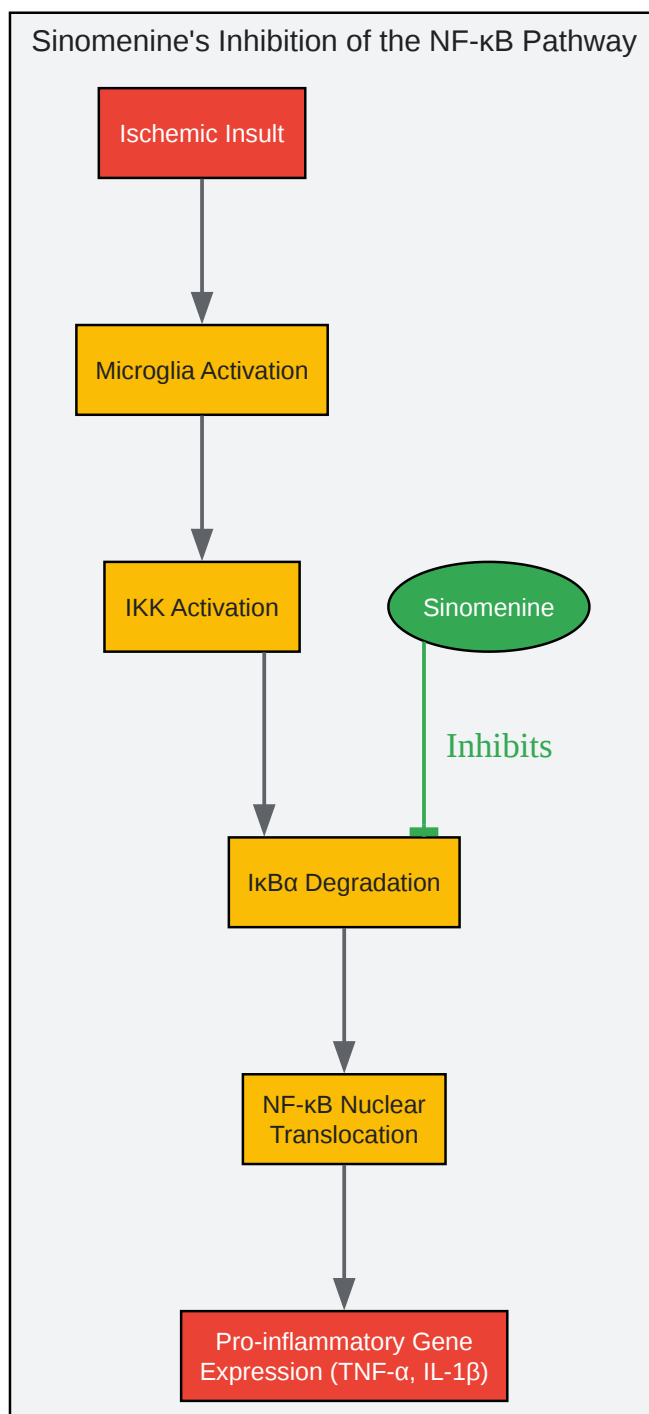 Sinomenine's Inhibition of the NF-κB Pathway
Ischemic Insult
Microglia Activation
IKK Activation
Sinomenine
Inhibits
IκBα Degradation
NF-κB Nuclear
Translocation
Pro-inflammatory Gene
Expression (TNF-α, IL-1β)